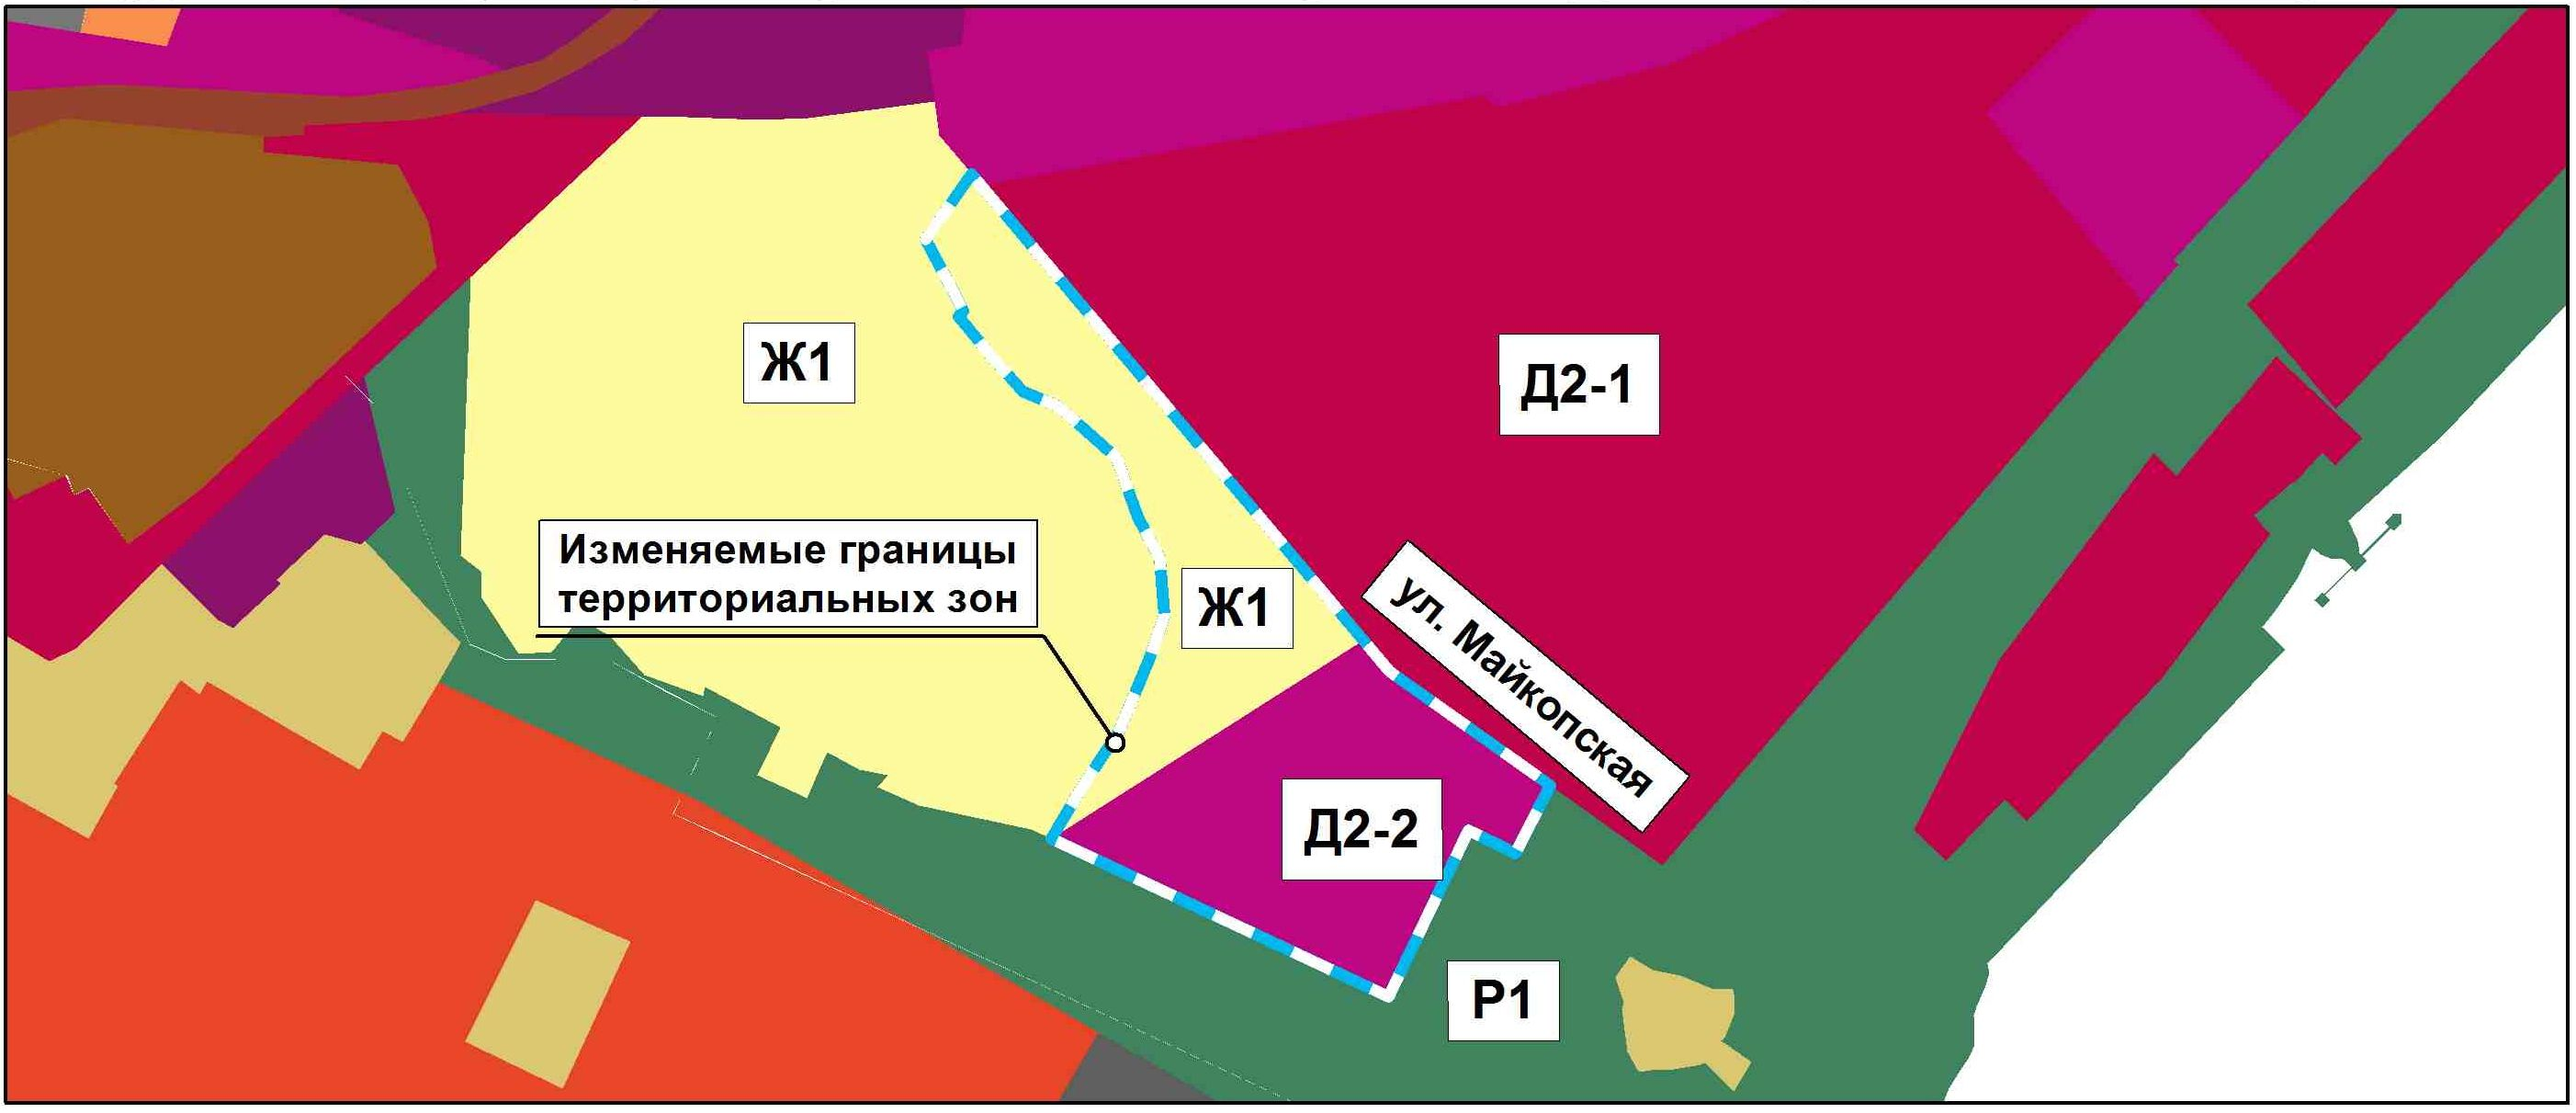 Ж1
Д2-1
Изменяемые границы
территориальных зон
Ж1
ул. Майкопская
Д2-2
Р1